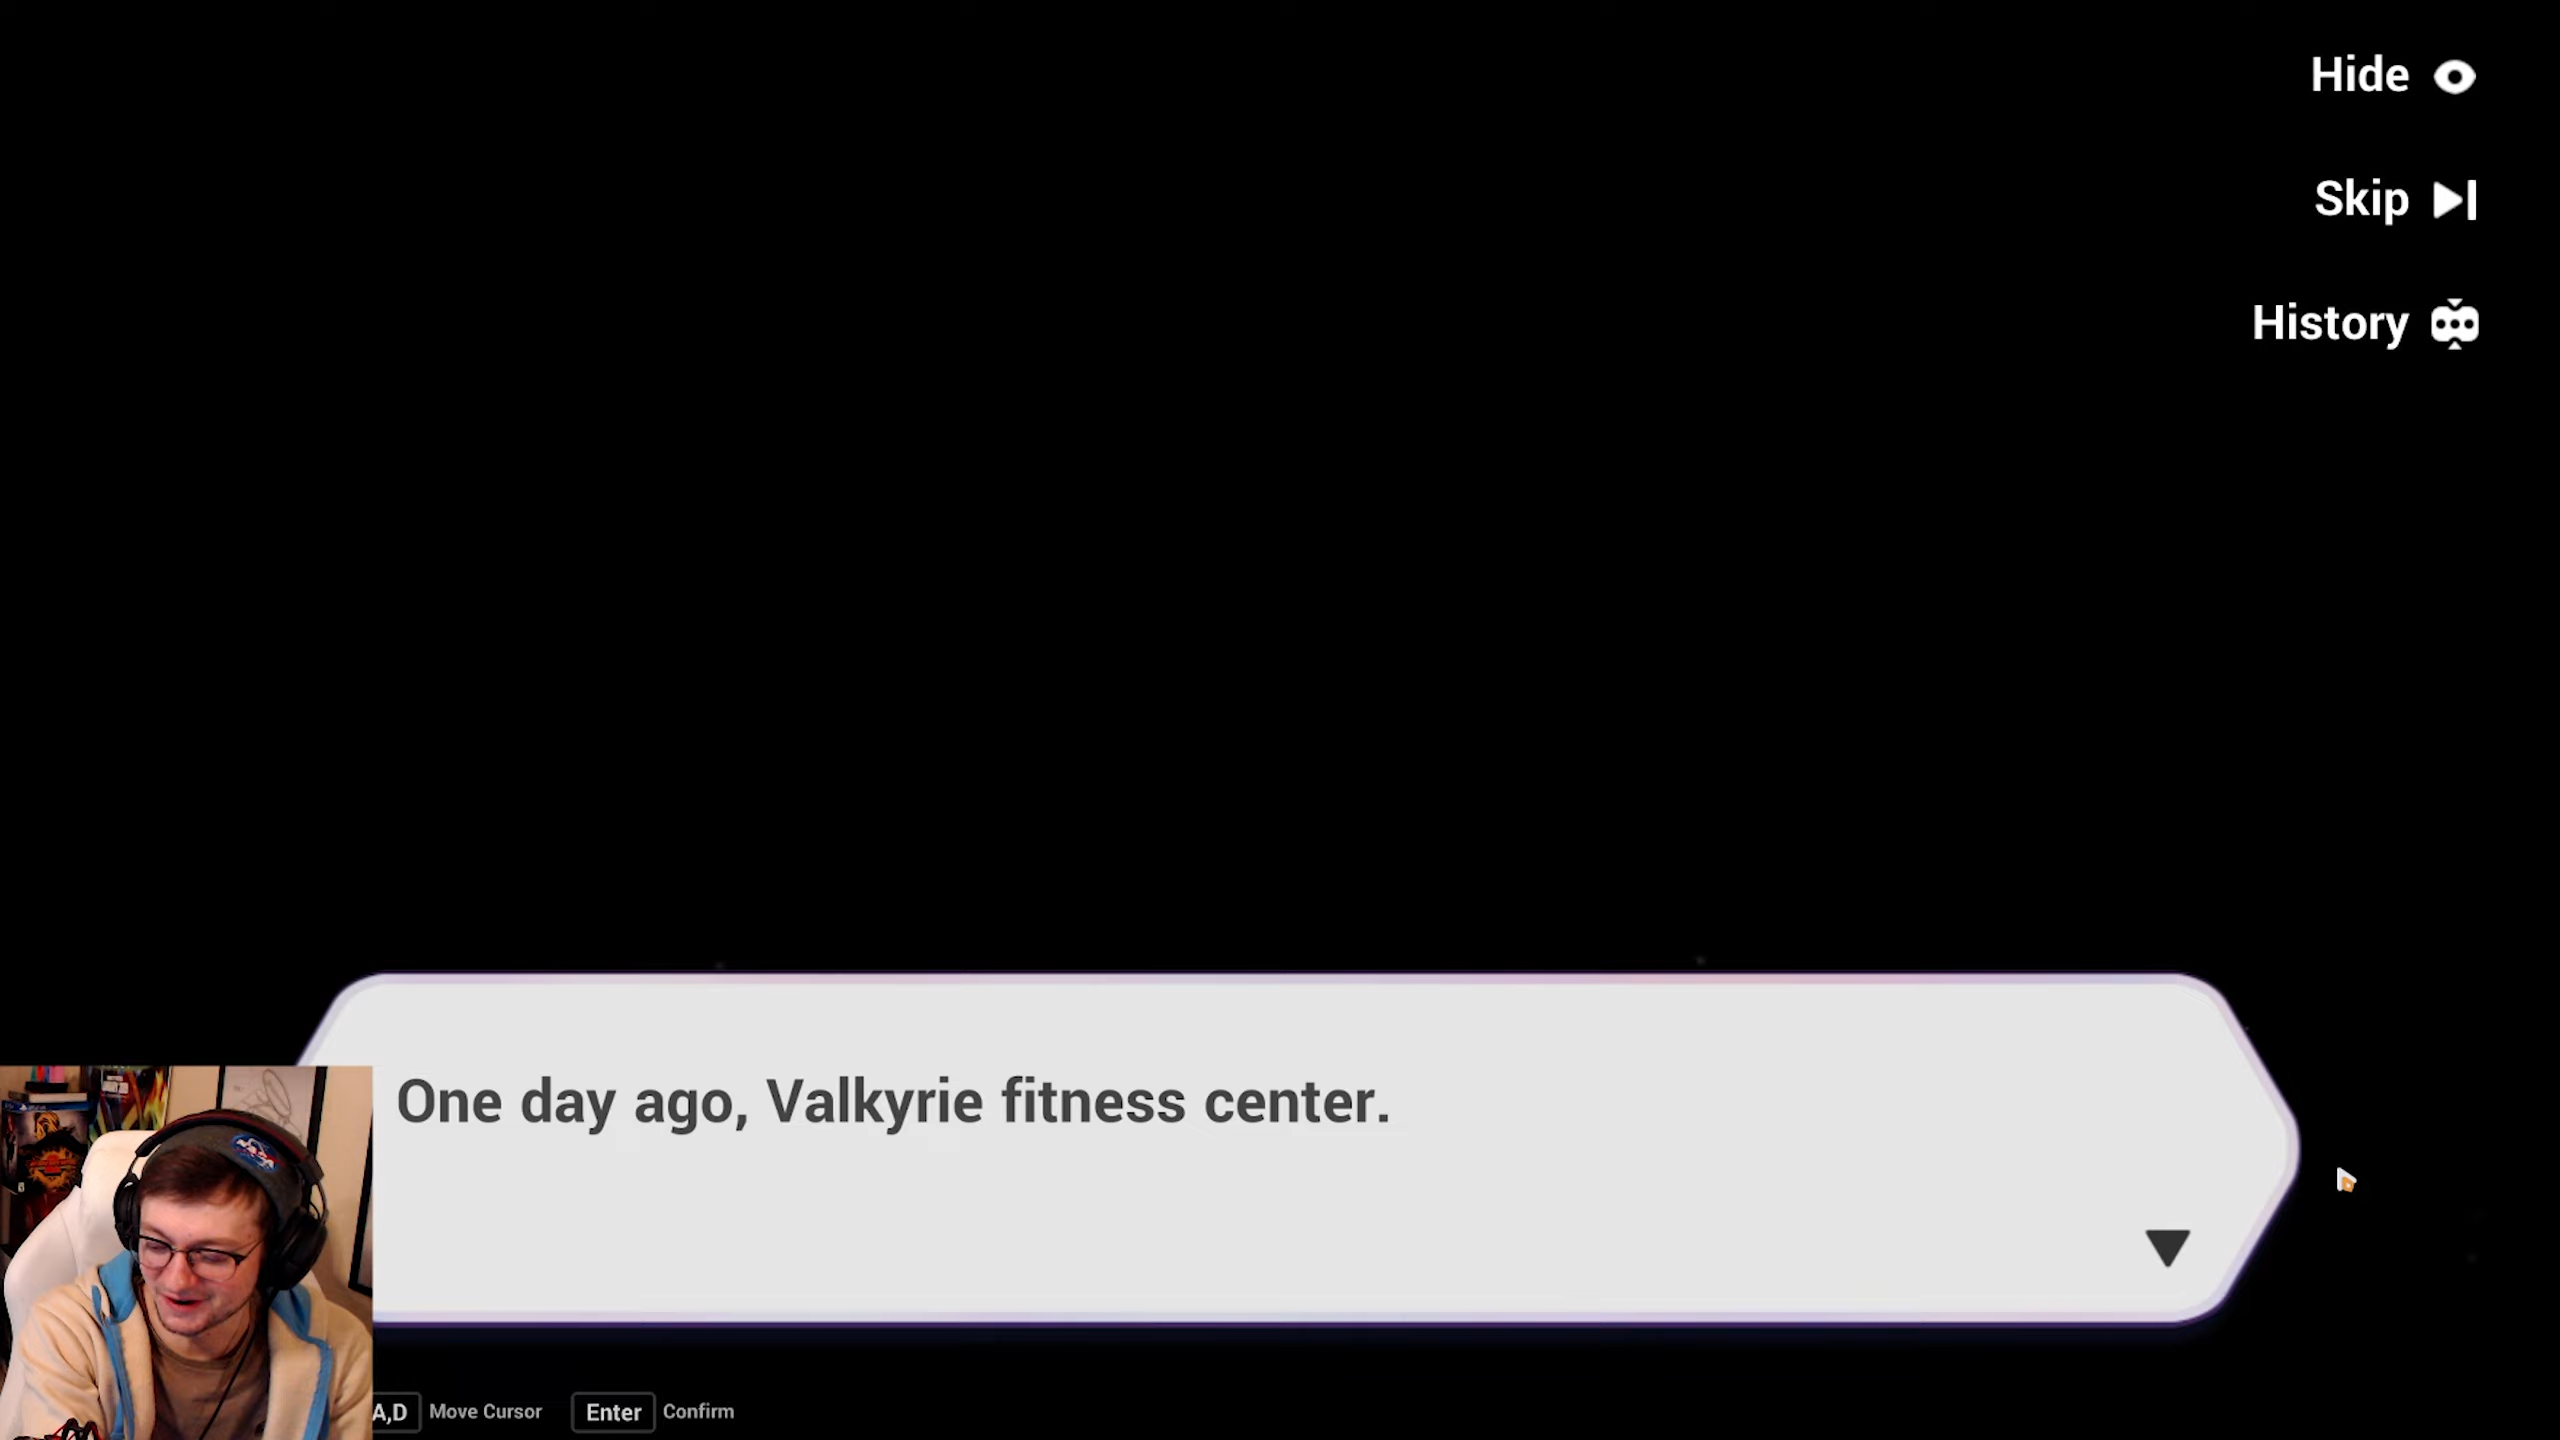 Hide
Skip
History
One day ago, Valkyrie fitness center.
A,D Move Cursor Enter Confirm